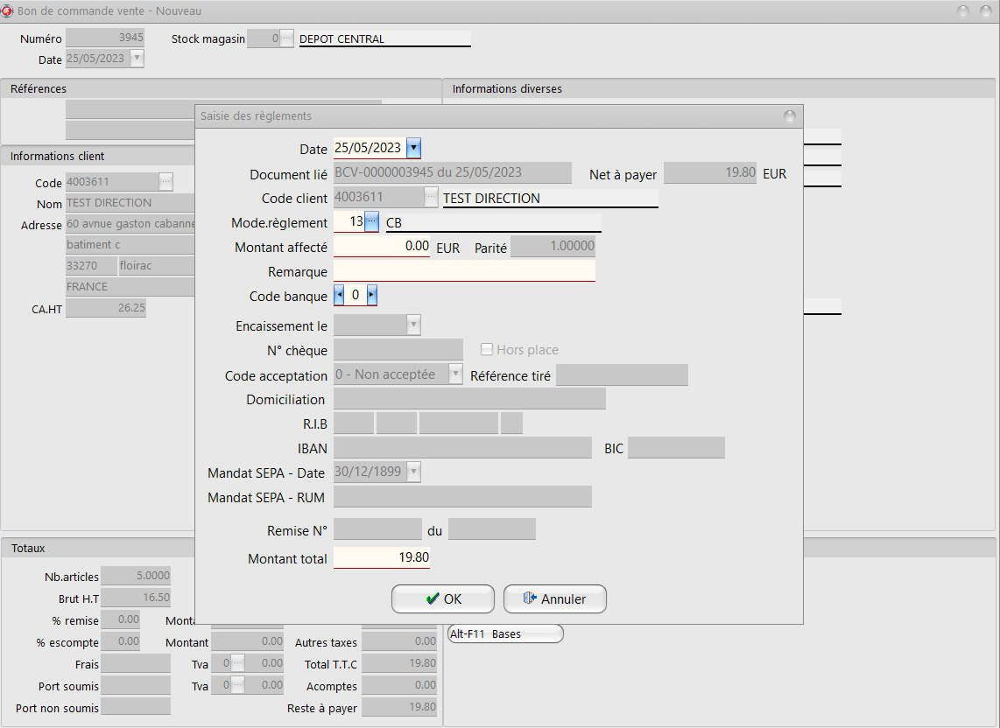 Bon de commande vente - Nouveau
Numéro 3945 Stock magasin 0 ... DEPOT CENTRAL
Date 25/05/2023
Références Informations diverses
Saisie des règlements
Date 25/05/2023
Document lié BCV-0000003945 du 25/05/2023 Net à payer 19.80 EUR
Code client 4003611 ... TEST DIRECTION
Mode.règlement 13 ... CB
Montant affecté 0.00 EUR Parité 1.00000
Remarque
Code banque 0
Encaissement le
N° chèque Hors place
Code acceptation 0 - Non acceptée Référence tiré
Domiciliation
R.I.B
IBAN BIC
Mandat SEPA - Date 30/12/1899
Mandat SEPA - RUM
Remise N° du
Montant total 19.80
OK Annuler
Informations client
Code 4003611 ...
Nom TEST DIRECTION
Adresse 60 avnue gaston cabanne
batiment c
33270 floirac
FRANCE
CA.HT 26.25
Totaux
Nb.articles 5.0000
Brut H.T 16.50
% remise 0.00
% escompte 0.00 Montant 0.00 Autres taxes 0.00
Frais Tva 0 ... 0.00 Total T.T.C 19.80
Port soumis Tva 0 ... 0.00 Acomptes 0.00
Port non soumis Reste à payer 19.80
Alt-F11 Bases